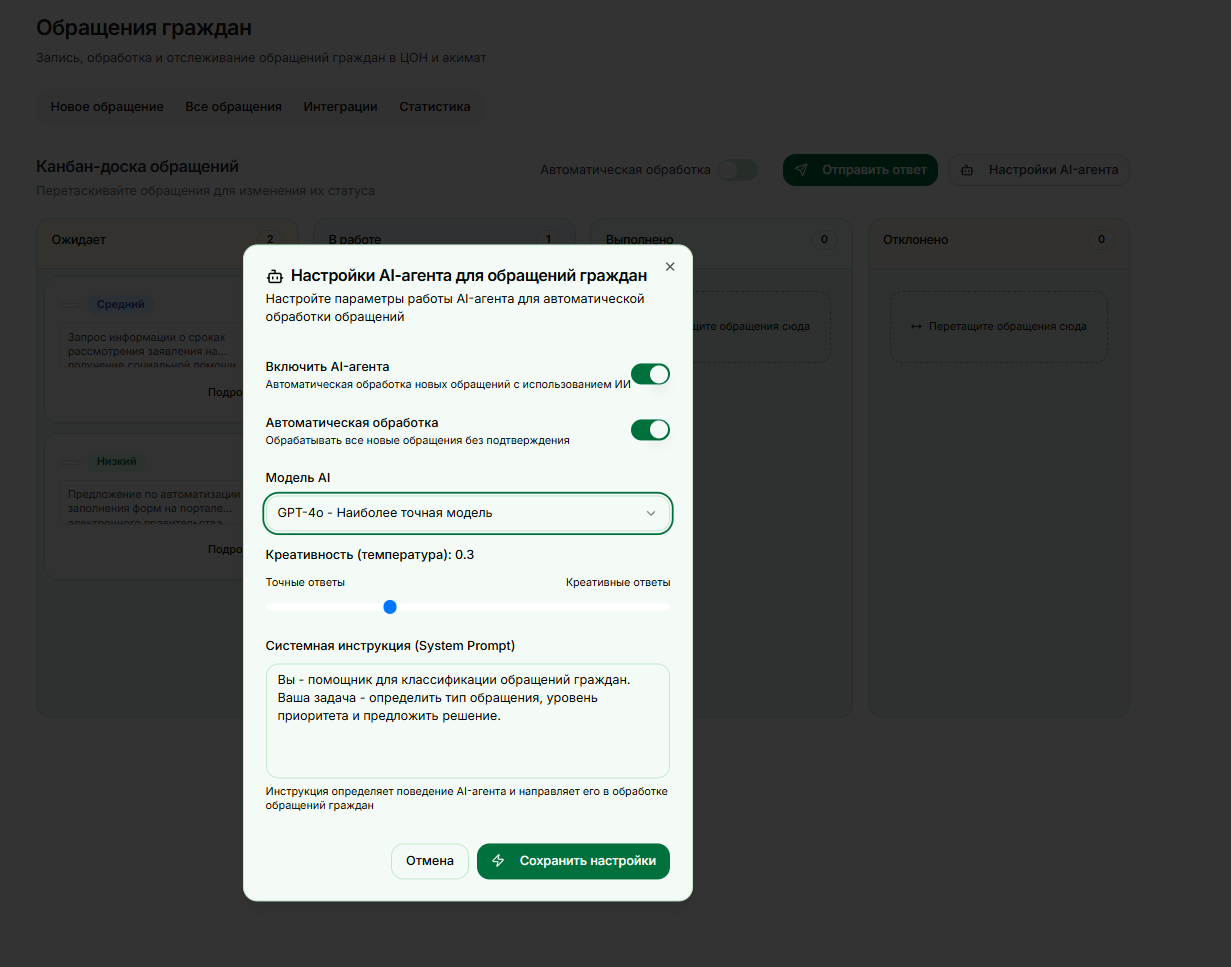 Обращения граждан
Запись, обработка и отслеживание обращений граждан в ЦОН и акимат
Новое обращение Все обращения Интеграции Статистика
Канбан-доска обращений
Перетаскивайте обращения для изменения их статуса
Автоматическая обработка Отправить ответ Настройки AI-агента
Ожидает 2 В работе 1 Выполнено 0 Отклонено 0
Средний
Запрос информации о сроках
рассмотрения заявления на...
получение социальной помощи
Подро
Низкий
Предложение по автоматизации
заполнения форм на портале...
электронного правительства
Подро
щите обращения сюда
↔ Перетащите обращения сюда
Настройки AI-агента для обращений граждан
Настройте параметры работы AI-агента для автоматической
обработки обращений
Включить AI-агента
Автоматическая обработка новых обращений с использованием ИИ
Автоматическая обработка
Обрабатывать все новые обращения без подтверждения
Модель AI
GPT-4o - Наиболее точная модель
Креативность (температура): 0.3
Точные ответы Креативные ответы
Системная инструкция (System Prompt)
Вы - помощник для классификации обращений граждан.
Ваша задача - определить тип обращения, уровень
приоритета и предложить решение.
Инструкция определяет поведение AI-агента и направляет его в обработке
обращений граждан
Отмена Сохранить настройки